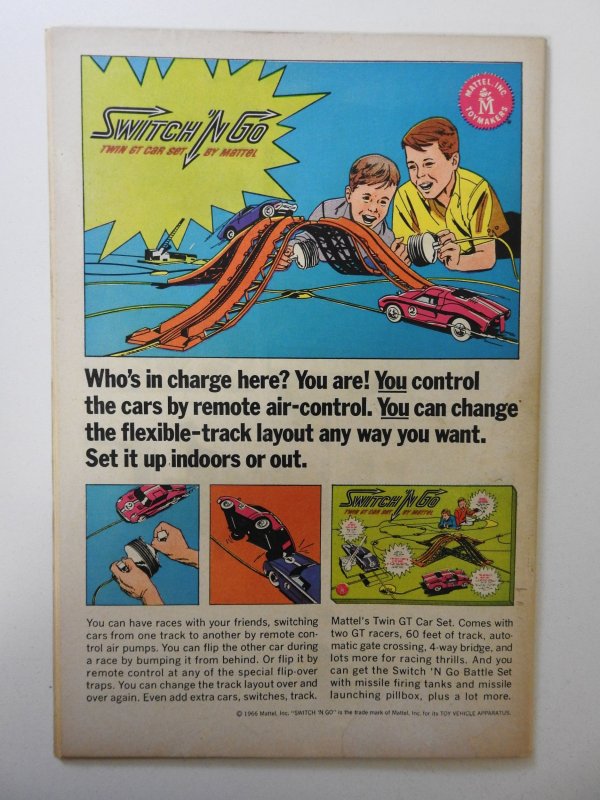 SWITCH 'N GO
TWIN GT CAR SET BY MATTEL
MATTEL, INC.
M
TOYMAKERS
2
Who's in charge here? You are! You control
the cars by remote air-control. You can change
the flexible-track layout any way you want.
Set it up indoors or out.
SWITCH 'N GO
TWIN GT CAR SET BY MATTEL
You can have races with your friends, switching
cars from one track to another by remote con-
trol air pumps. You can flip the other car during
a race by bumping it from behind. Or flip it by
remote control at any of the special flip-over
traps. You can change the track layout over and
over again. Even add extra cars, switches, track.
Mattel's Twin GT Car Set. Comes with
two GT racers, 60 feet of track, auto-
matic gate crossing, 4-way bridge, and
lots more for racing thrills. And you
can get the Switch 'N Go Battle Set
with missile firing tanks and missile
launching pillbox, plus a lot more.
© 1966 Mattel, Inc. "SWITCH 'N GO" is the trade mark of Mattel, Inc. for its TOY VEHICLE APPARATUS.